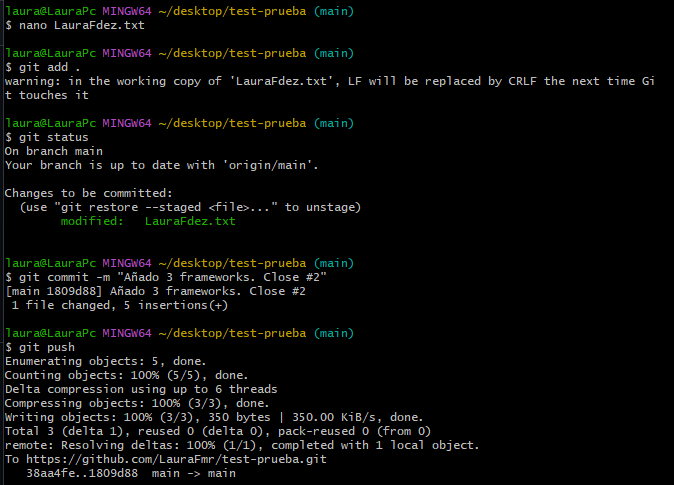 laura@LauraPc MINGW64 ~/desktop/test-prueba (main)
$ nano LauraFdez.txt

laura@LauraPc MINGW64 ~/desktop/test-prueba (main)
$ git add .
warning: in the working copy of 'LauraFdez.txt', LF will be replaced by CRLF the next time Gi
t touches it

laura@LauraPc MINGW64 ~/desktop/test-prueba (main)
$ git status
On branch main
Your branch is up to date with 'origin/main'.

Changes to be committed:
  (use "git restore --staged <file>..." to unstage)
        modified:   LauraFdez.txt

laura@LauraPc MINGW64 ~/desktop/test-prueba (main)
$ git commit -m "Añado 3 frameworks. Close #2"
[main 1809d88] Añado 3 frameworks. Close #2
 1 file changed, 5 insertions(+)

laura@LauraPc MINGW64 ~/desktop/test-prueba (main)
$ git push
Enumerating objects: 5, done.
Counting objects: 100% (5/5), done.
Delta compression using up to 6 threads
Compressing objects: 100% (3/3), done.
Writing objects: 100% (3/3), 350 bytes | 350.00 KiB/s, done.
Total 3 (delta 1), reused 0 (delta 0), pack-reused 0 (from 0)
remote: Resolving deltas: 100% (1/1), completed with 1 local object.
To https://github.com/LauraFmr/test-prueba.git
   38aa4fe..1809d88  main -> main